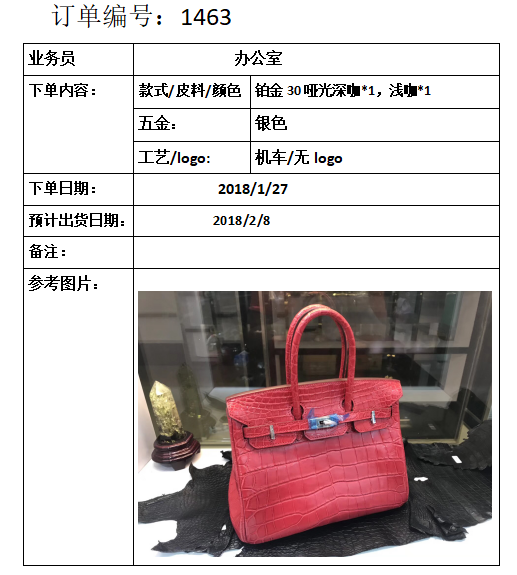 订单编号：1463
业务员 办公室
下单内容： 款式/皮料/颜色 铂金 30 哑光深咖*1，浅咖*1
五金： 银色
工艺/logo: 机车/无 logo
下单日期： 2018/1/27
预计出货日期： 2018/2/8
备注：
参考图片：